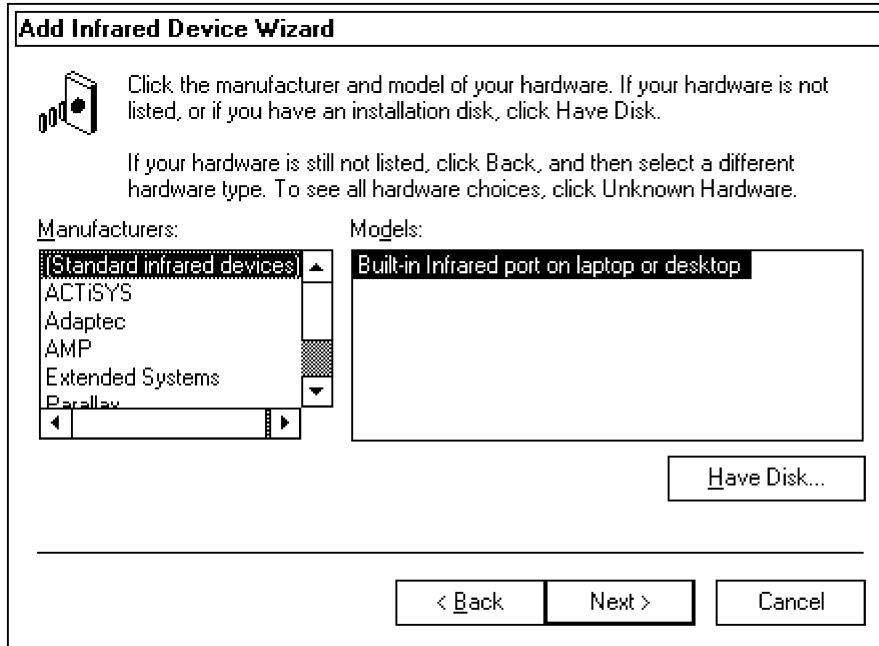 Add Infrared Device Wizard
Click the manufacturer and model of your hardware. If your hardware is not
listed, or if you have an installation disk, click Have Disk.
If your hardware is still not listed, click Back, and then select a different
hardware type. To see all hardware choices, click Unknown Hardware.
Manufacturers:
(Standard infrared devices)
ACTiSYS
Adaptec
AMP
Extended Systems
Parallax
Models:
Built-in Infrared port on laptop or desktop
Have Disk...
< Back
Next >
Cancel